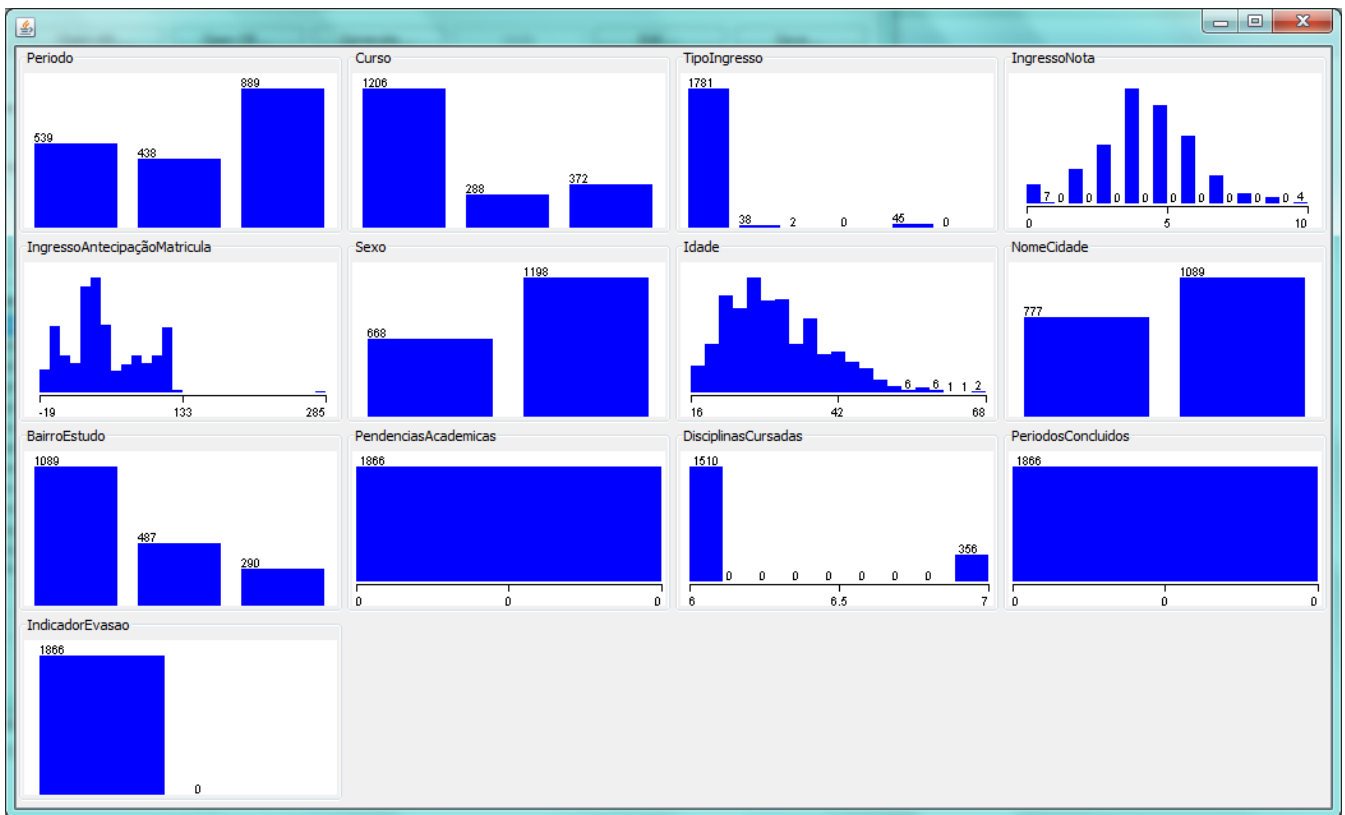 Periodo
539
438
889
Curso
1206
288
372
TipoIngresso
1781
38
2
0
45
0
IngressoNota
7 0 0 0 0 0 0 0 0 0 4
0 5 10
IngressoAntecipaçãoMatricula
-19 133 285
Sexo
668
1198
Idade
6 6 1 1 2
16 42 68
NomeCidade
777
1089
BairroEstudo
1089
487
290
PendenciasAcademicas
1866
0 0 0
DisciplinasCursadas
1510
0 0 0 0 0 0 0
356
6 6.5 7
PeriodosConcluidos
1866
0 0 0
IndicadorEvasao
1866
0